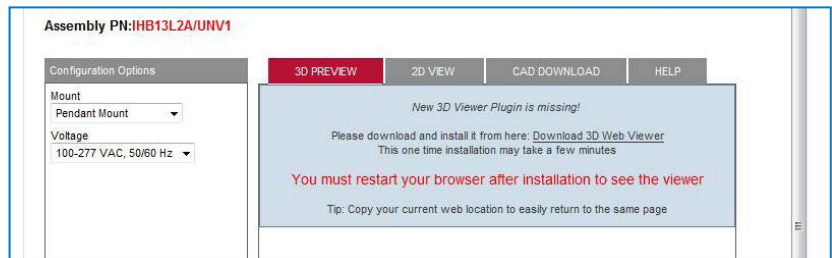 Assembly PN:IHB13L2A/UNV1
Configuration Options
Mount
Pendant Mount
Voltage
100-277 VAC, 50/60 Hz
3D PREVIEW 2D VIEW CAD DOWNLOAD HELP
New 3D Viewer Plugin is missing!
Please download and install it from here: Download 3D Web Viewer
This one time installation may take a few minutes
You must restart your browser after installation to see the viewer
Tip: Copy your current web location to easily return to the same page